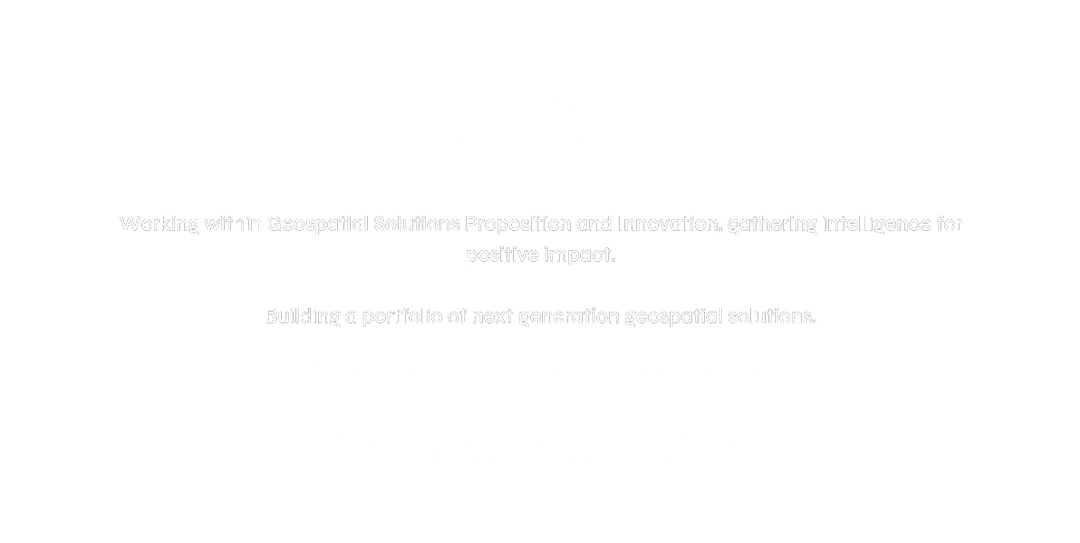 Working within Geospatial Solutions Proposition and Innovation, gathering intelligence for
positive impact.
Building a portfolio of next generation geospatial solutions.